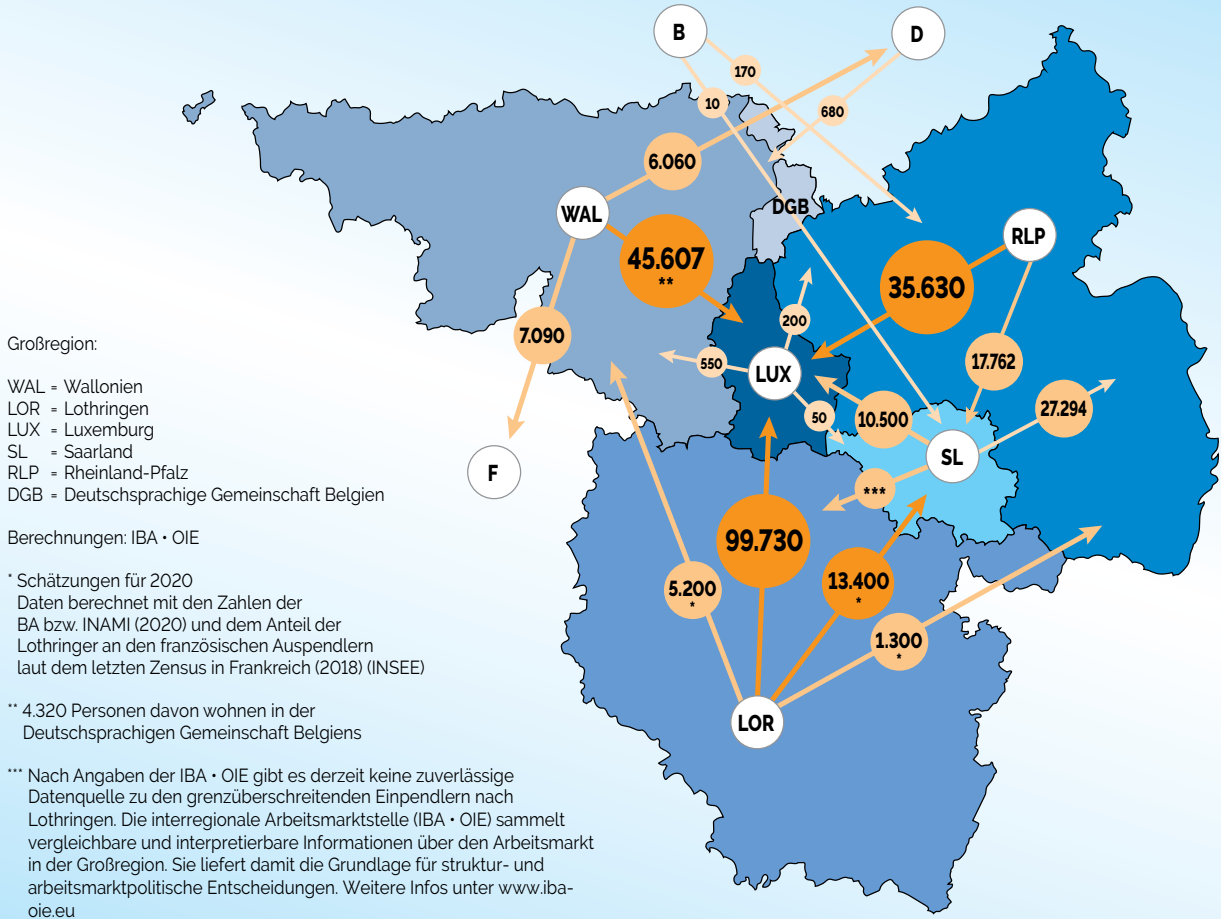 B
D
170
10
680
6.060
WAL
DGB
RLP
45.607
**
35.630
200
7.090
550
LUX
17.762
50
10.500
27.294
SL
F
***
99.730
5.200
*
13.400
*
1.300
*
LOR
Großregion:
WAL = Wallonien
LOR = Lothringen
LUX = Luxemburg
SL = Saarland
RLP = Rheinland-Pfalz
DGB = Deutschsprachige Gemeinschaft Belgien
Berechnungen: IBA • OIE
* Schätzungen für 2020
Daten berechnet mit den Zahlen der
BA bzw. INAMI (2020) und dem Anteil der
Lothringer an den französischen Auspendlern
laut dem letzten Zensus in Frankreich (2018) (INSEE)
** 4.320 Personen davon wohnen in der
Deutschsprachigen Gemeinschaft Belgiens
*** Nach Angaben der IBA • OIE gibt es derzeit keine zuverlässige
Datenquelle zu den grenzüberschreitenden Einpendlern nach
Lothringen. Die interregionale Arbeitsmarktstelle (IBA • OIE) sammelt
vergleichbare und interpretierbare Informationen über den Arbeitsmarkt
in der Großregion. Sie liefert damit die Grundlage für struktur- und
arbeitsmarktpolitische Entscheidungen. Weitere Infos unter www.iba-
oie.eu